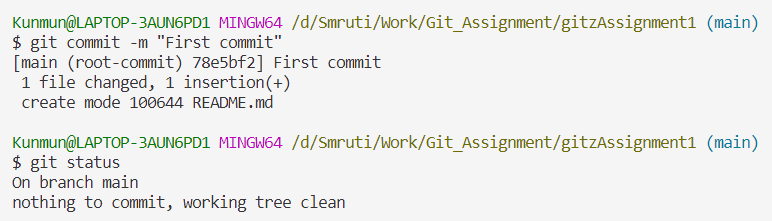 Kunmun@LAPTOP-3AUN6PD1 MINGW64 /d/Smruti/Work/Git_Assignment/gitzAssignment1 (main)
$ git commit -m "First commit"
[main (root-commit) 78e5bf2] First commit
 1 file changed, 1 insertion(+)
 create mode 100644 README.md

Kunmun@LAPTOP-3AUN6PD1 MINGW64 /d/Smruti/Work/Git_Assignment/gitzAssignment1 (main)
$ git status
On branch main
nothing to commit, working tree clean